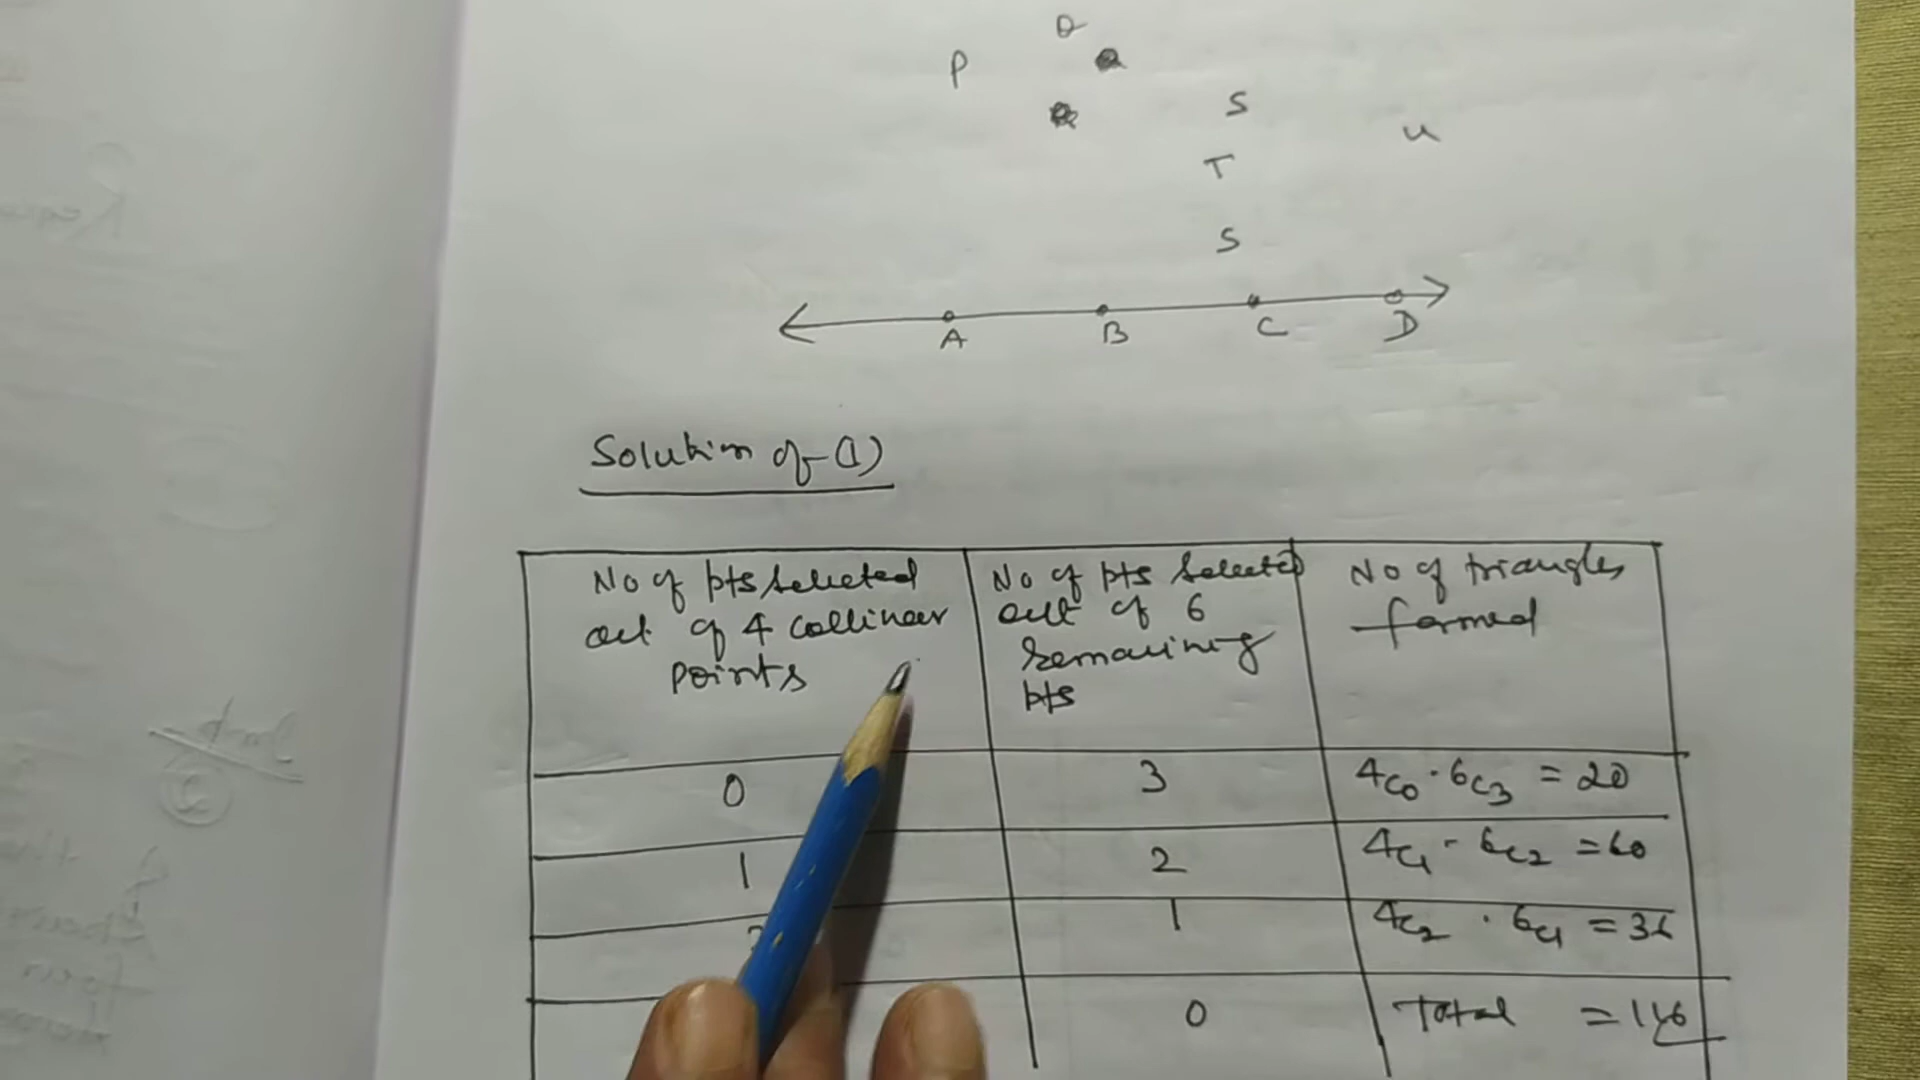 Q
P
S
U
T
S
A B C D
Solution of (1)
No of pts selected
out of 4 collinear
points
No of pts selected
out of 6
remaining
pts
No of triangles
formed
0 3 4c0 · 6c3 = 20
1 2 4c1 · 6c2 = 60
2 1 4c2 · 6c1 = 36
0 Total = 116